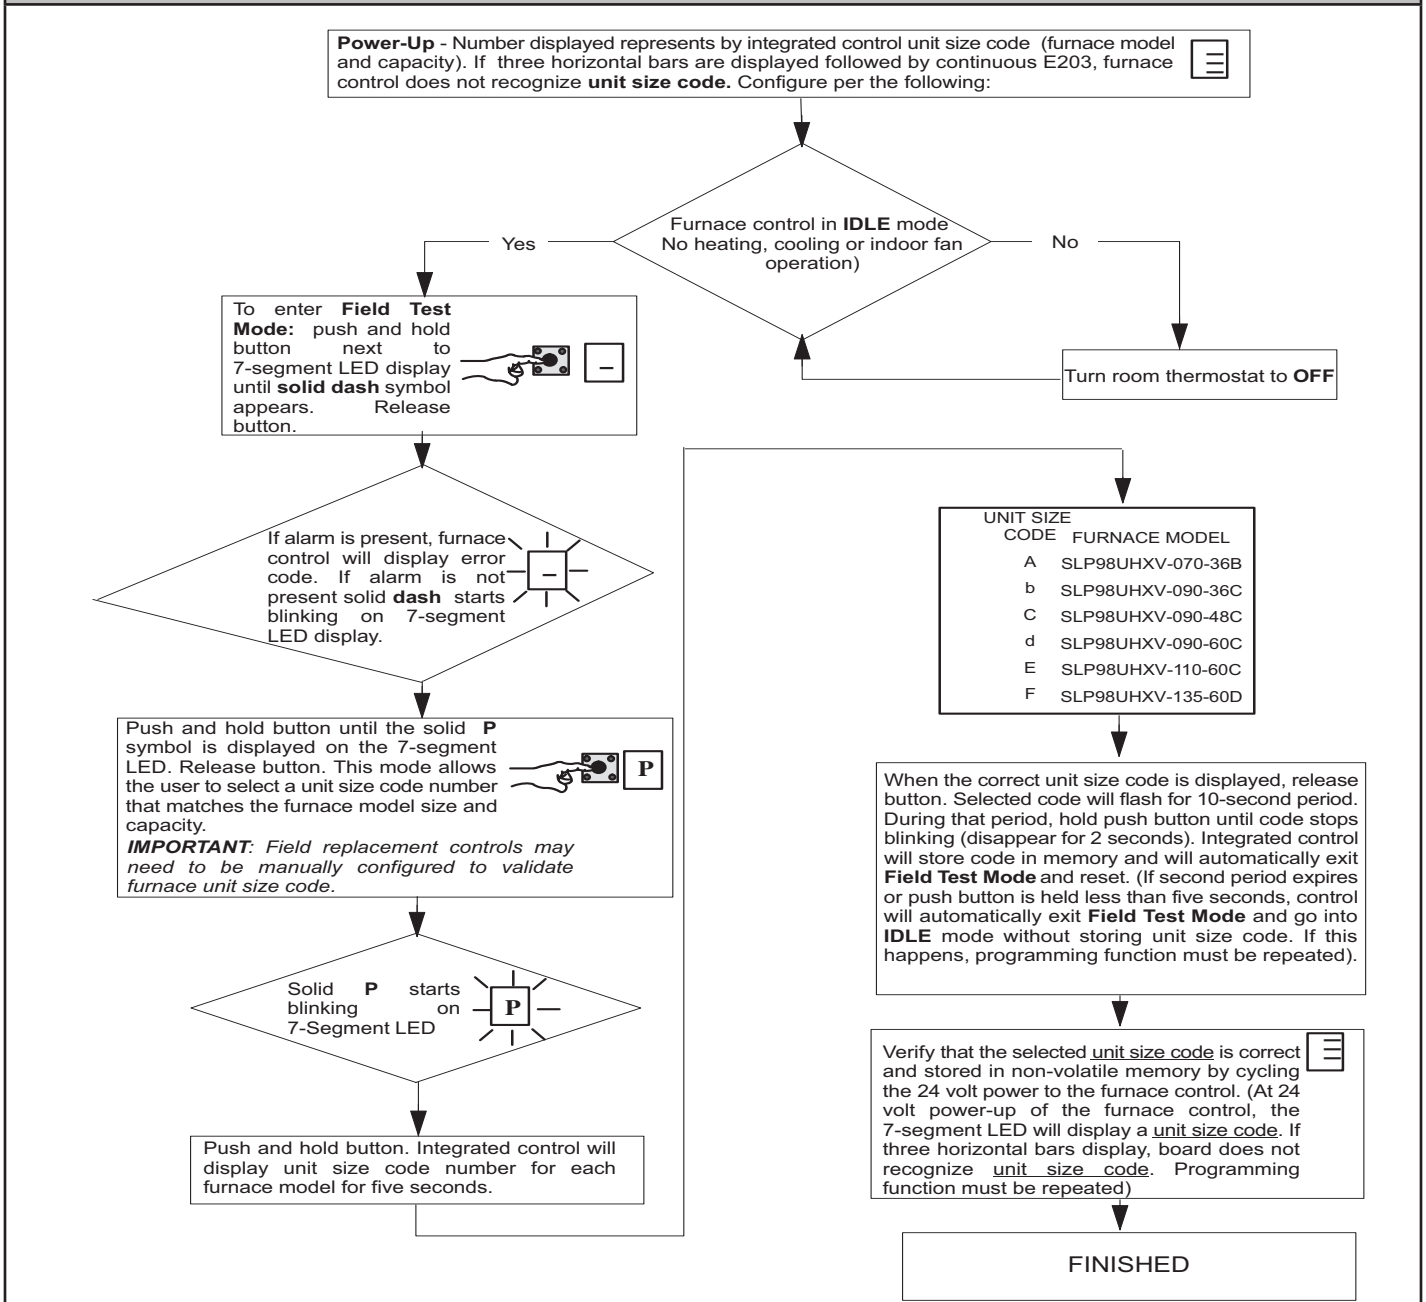 Power-Up - Number displayed represents by integrated control unit size code (furnace model
and capacity). If three horizontal bars are displayed followed by continuous E203, furnace
control does not recognize unit size code. Configure per the following:
Furnace control in IDLE mode
No heating, cooling or indoor fan
operation)
Yes
No
To enter Field Test
Mode: push and hold
button next to
7-segment LED display
until solid dash symbol
appears. Release
button.
–
Turn room thermostat to OFF
If alarm is present, furnace
control will display error
code. If alarm is not
present solid dash starts
blinking on 7-segment
LED display.
–
Push and hold button until the solid P
symbol is displayed on the 7-segment
LED. Release button. This mode allows
the user to select a unit size code number
that matches the furnace model size and
capacity.
IMPORTANT: Field replacement controls may
need to be manually configured to validate
furnace unit size code.
P
Solid P starts
blinking on
7-Segment LED
P
Push and hold button. Integrated control will
display unit size code number for each
furnace model for five seconds.
UNIT SIZE
CODE FURNACE MODEL
A SLP98UHXV-070-36B
b SLP98UHXV-090-36C
C SLP98UHXV-090-48C
d SLP98UHXV-090-60C
E SLP98UHXV-110-60C
F SLP98UHXV-135-60D
When the correct unit size code is displayed, release
button. Selected code will flash for 10-second period.
During that period, hold push button until code stops
blinking (disappear for 2 seconds). Integrated control
will store code in memory and will automatically exit
Field Test Mode and reset. (If second period expires
or push button is held less than five seconds, control
will automatically exit Field Test Mode and go into
IDLE mode without storing unit size code. If this
happens, programming function must be repeated).
Verify that the selected unit size code is correct
and stored in non-volatile memory by cycling
the 24 volt power to the furnace control. (At 24
volt power-up of the furnace control, the
7-segment LED will display a unit size code. If
three horizontal bars display, board does not
recognize unit size code. Programming
function must be repeated)
FINISHED